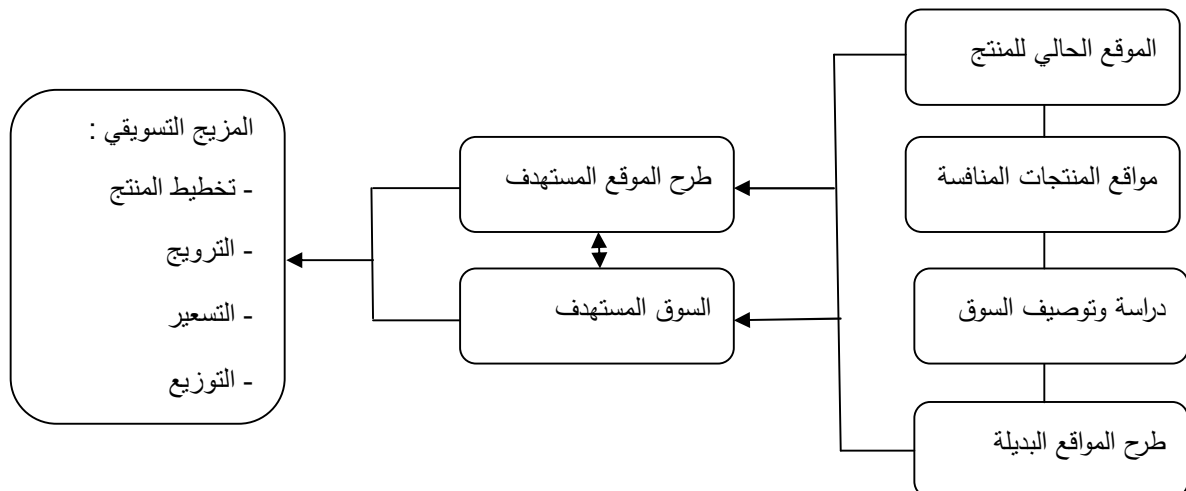 الموقع الحالي للمنتج
مواقع المنتجات المنافسة
دراسة وتوصيف السوق
طرح المواقع البديلة
طرح الموقع المستهدف
السوق المستهدف
المزيج التسويقي :
- تخطيط المنتج
- الترويج
- التسعير
- التوزيع